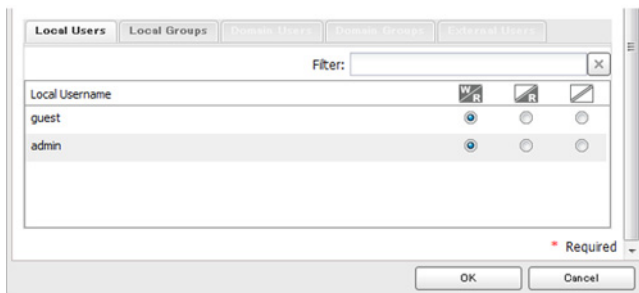 Local Users Local Groups Domain Users Domain Groups External Users
Filter:
Local Username W/R R
guest
admin
* Required
OK Cancel